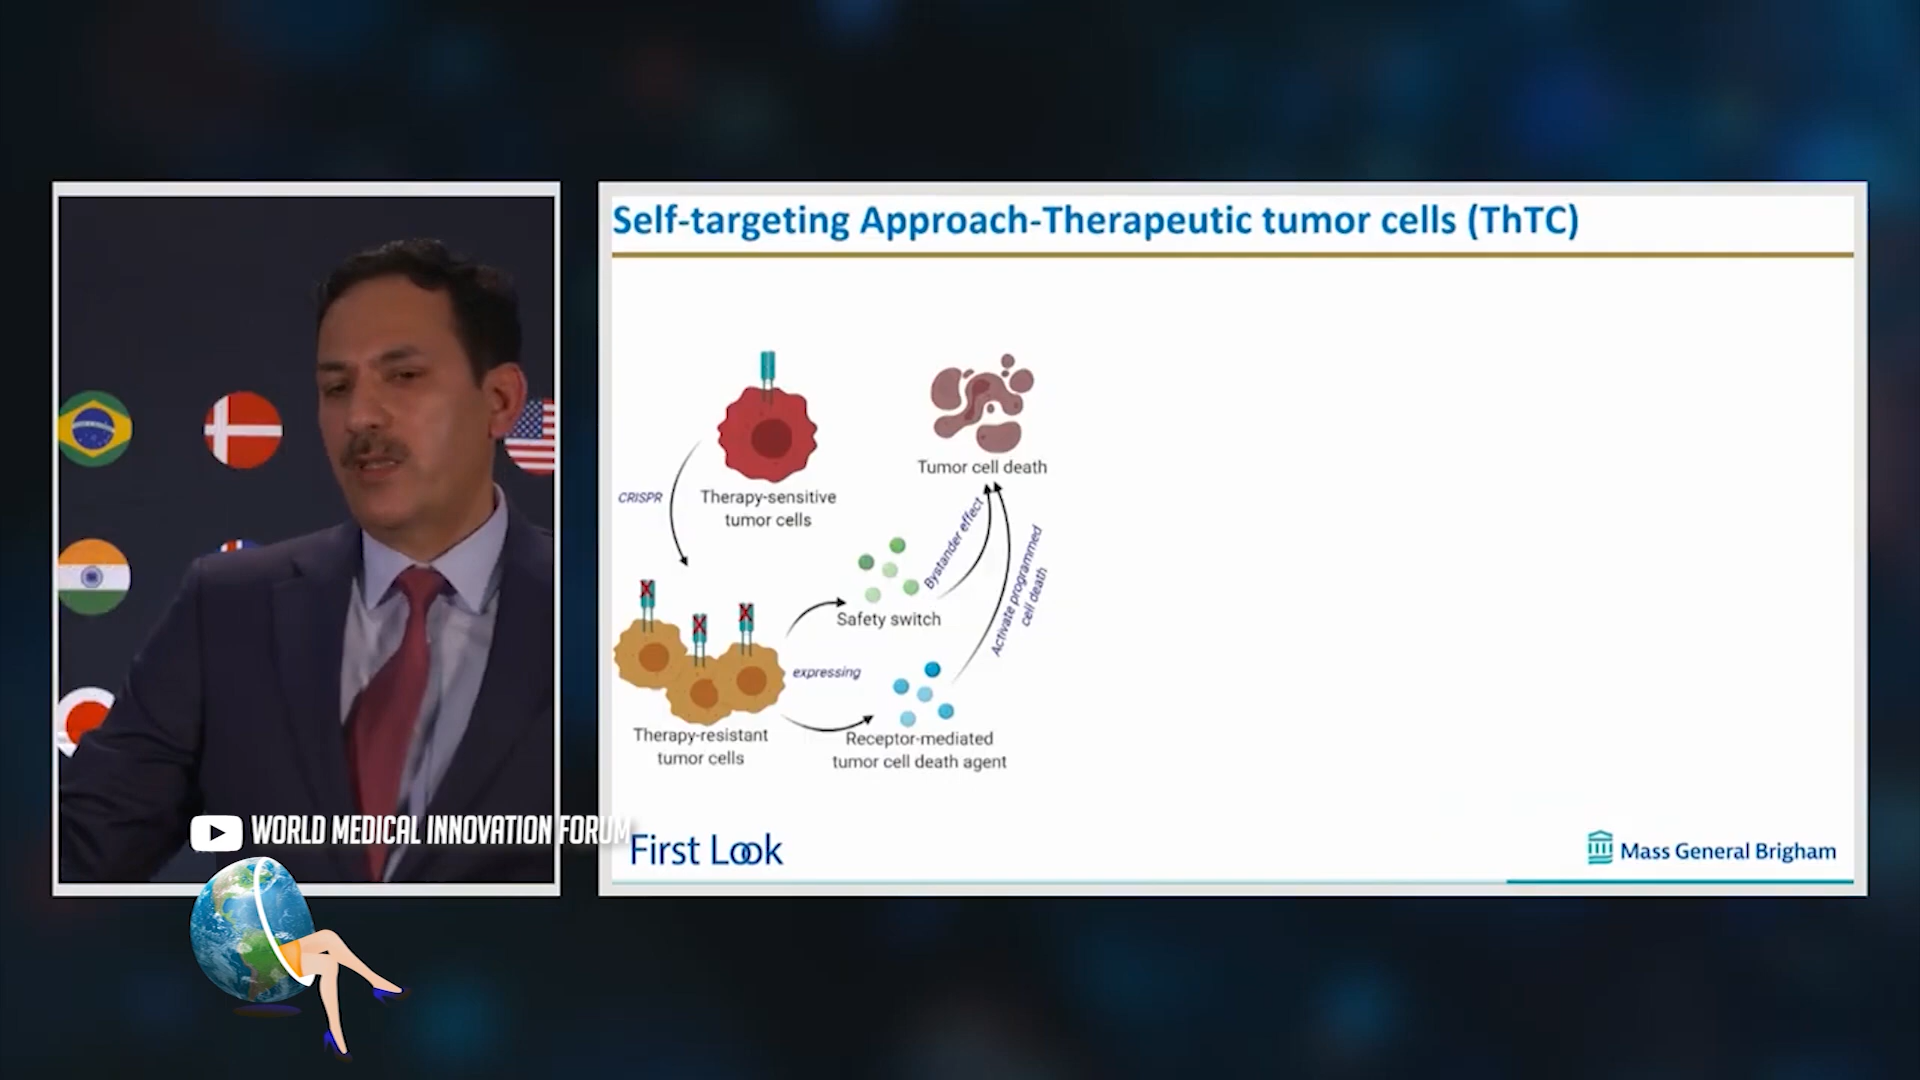 Self-targeting Approach-Therapeutic tumor cells (ThTC)
CRISPR
Therapy-sensitive
tumor cells
Tumor cell death
Bystander effect
Activate programmed
cell death
Safety switch
expressing
Therapy-resistant
tumor cells
Receptor-mediated
tumor cell death agent
First Look
Mass General Brigham
WORLD MEDICAL INNOVATION FORUM